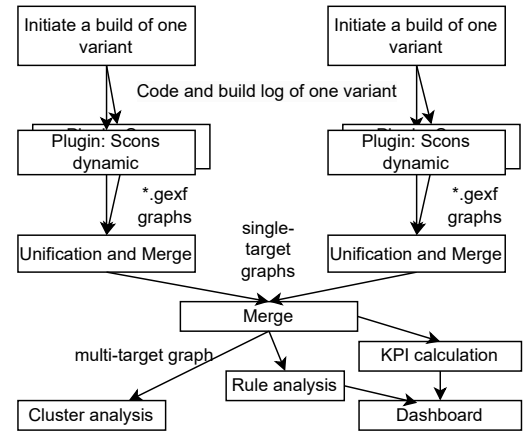 Initiate a build of one
variant
Initiate a build of one
variant
Code and build log of one variant
Plugin: Scons
dynamic
Plugin: Scons
dynamic
*.gexf
graphs
*.gexf
graphs
single-
target
graphs
Unification and Merge
Unification and Merge
Merge
multi-target graph
KPI calculation
Rule analysis
Cluster analysis
Dashboard